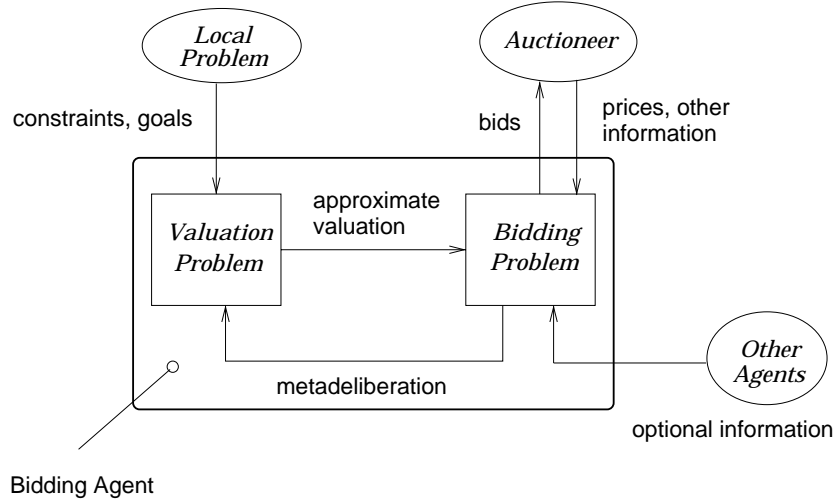 Local
Problem
Auctioneer
constraints, goals
bids
prices, other
information
approximate
valuation
Valuation
Problem
Bidding
Problem
metadeliberation
Other
Agents
optional information
Bidding Agent